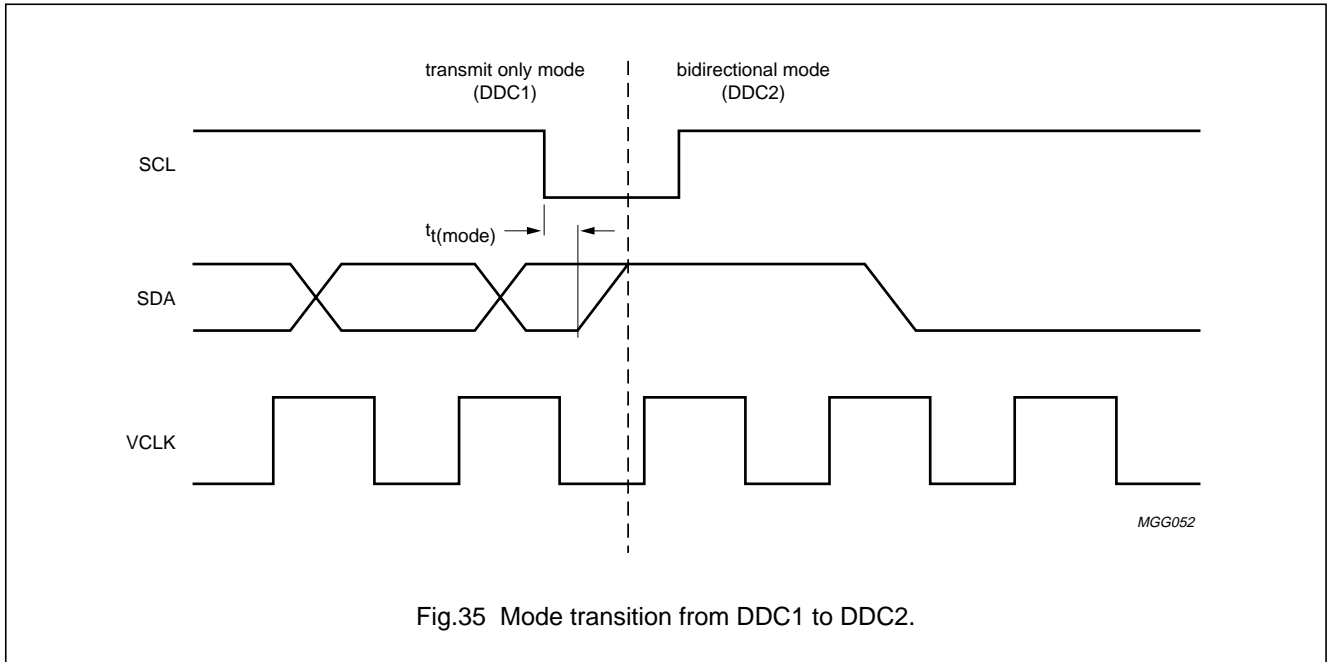 transmit only mode
(DDC1)
bidirectional mode
(DDC2)
SCL
tt(mode)
SDA
VCLK
MGG052
Fig.35 Mode transition from DDC1 to DDC2.